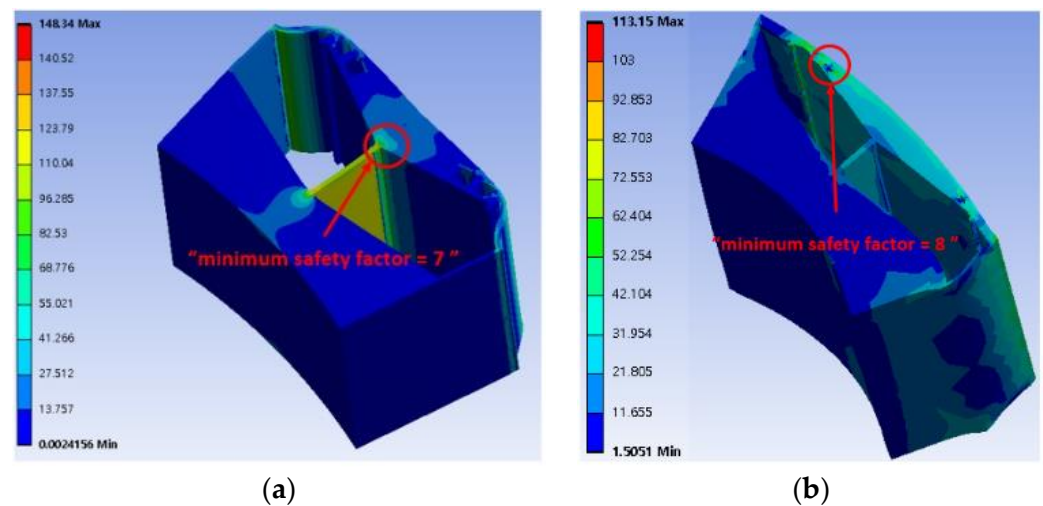 148.34 Max
140.52
137.55
123.79
110.04
96.285
82.53
68.776
55.021
41.266
27.512
13.757
0.0024156 Min
"minimum safety factor = 7 "
(a)
113.15 Max
103
92.853
82.703
72.553
62.404
52.254
42.104
31.954
21.805
11.655
1.5051 Min
"minimum safety factor = 8 "
(b)